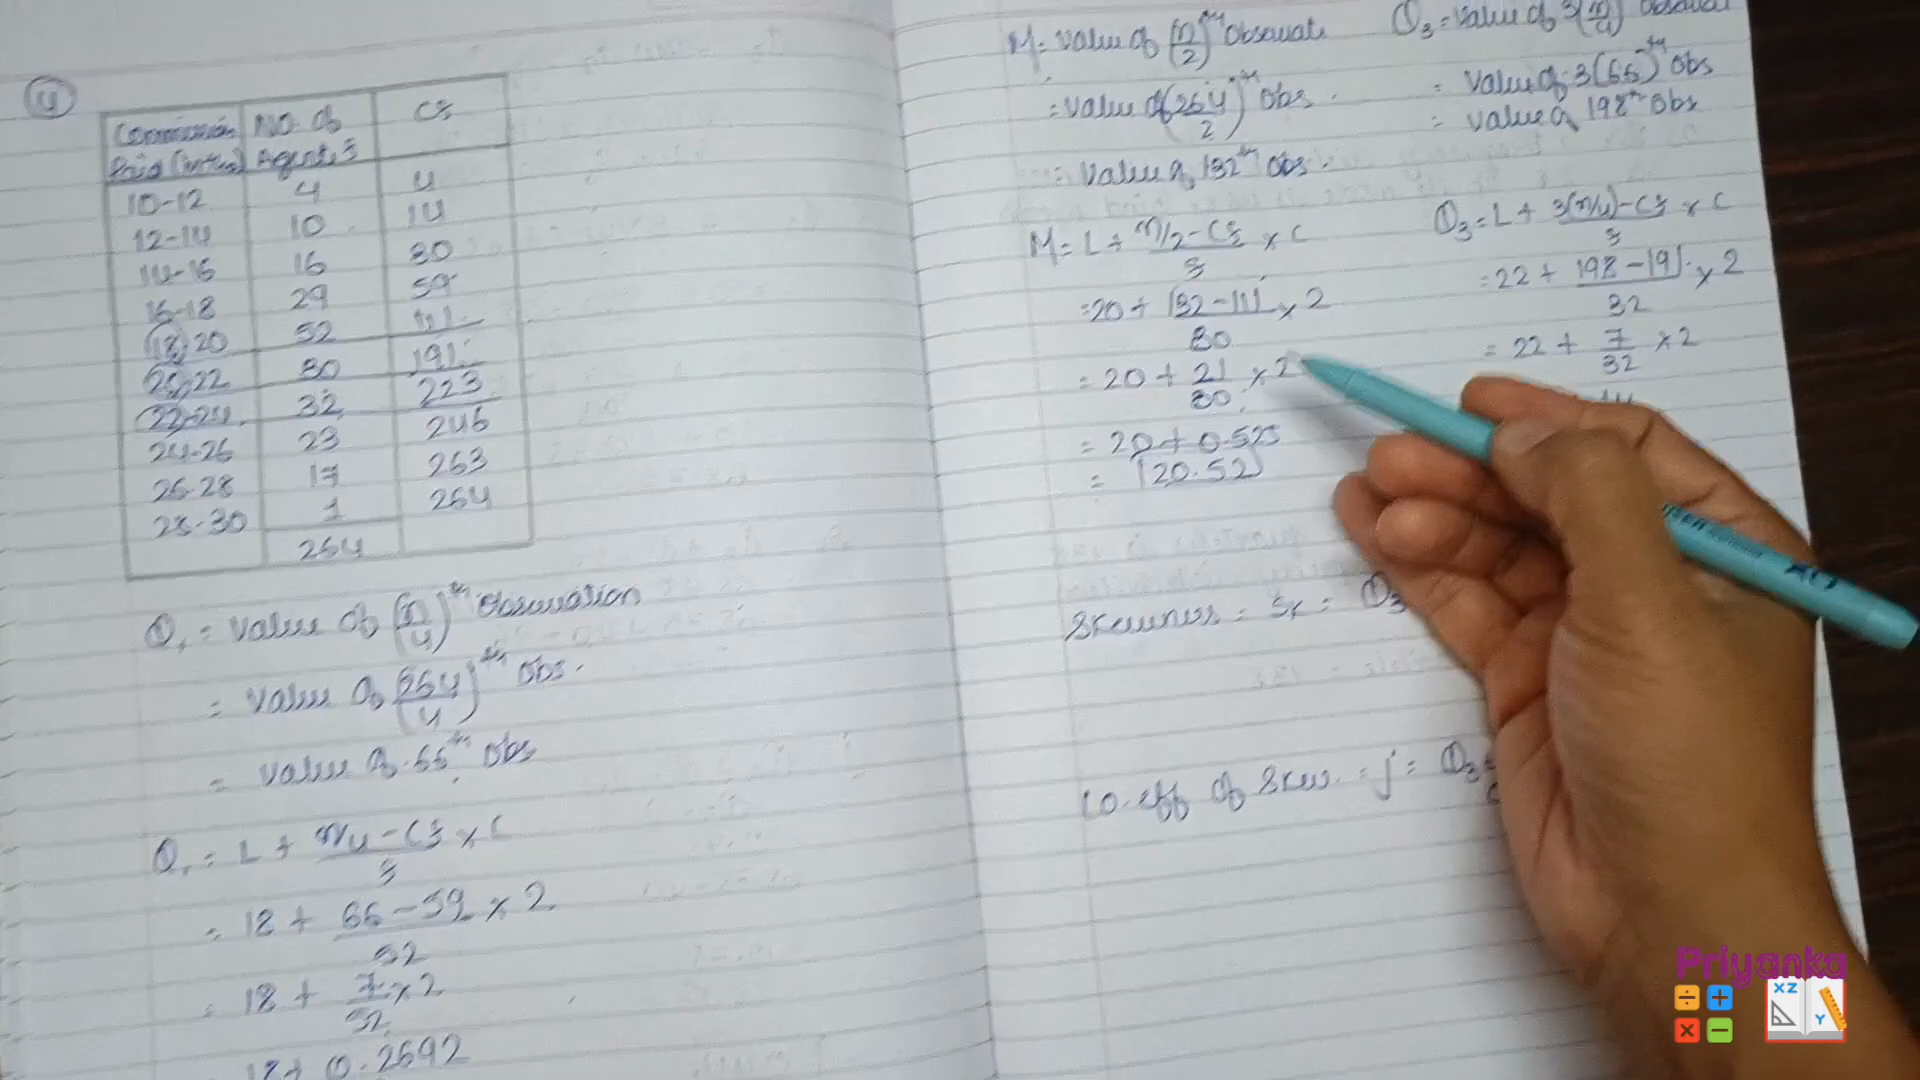 4
Commission Paid (in Rs.) No. of Agents f cf
10-12 4 4
12-14 10 14
14-16 16 30
16-18 29 59
18-20 52 111
20-22 80 191
22-24 32 223
24-26 23 246
26-28 17 263
28-30 1 264
264
Q1 = value of (n/4)th observation
= value of (264/4)th obs.
= value of 66th obs
Q1 = L + n/4 - cf / f × c
= 18 + 66 - 59 / 52 × 2
= 18 + 7/52 × 2
18 + 0.2692
M = value of (n/2)th observati
= value of (264/2)th obs.
= value of 132th obs.
M = L + n/2 - cf / f × c
= 20 + 132 - 111 / 80 × 2
= 20 + 21/80 × 2
= 20 + 0.525
= 20.52
Q3 = value of 3(n/4)
= value of 3(66)th obs
= value of 198th obs
Q3 = L + 3(n/4) - cf / f × c
= 22 + 198 - 191 / 32 × 2
= 22 + 7/32 × 2
Skewness = Sk = Q3
co-eff of skew. = j = Q3
Priyanka
XZ
Y